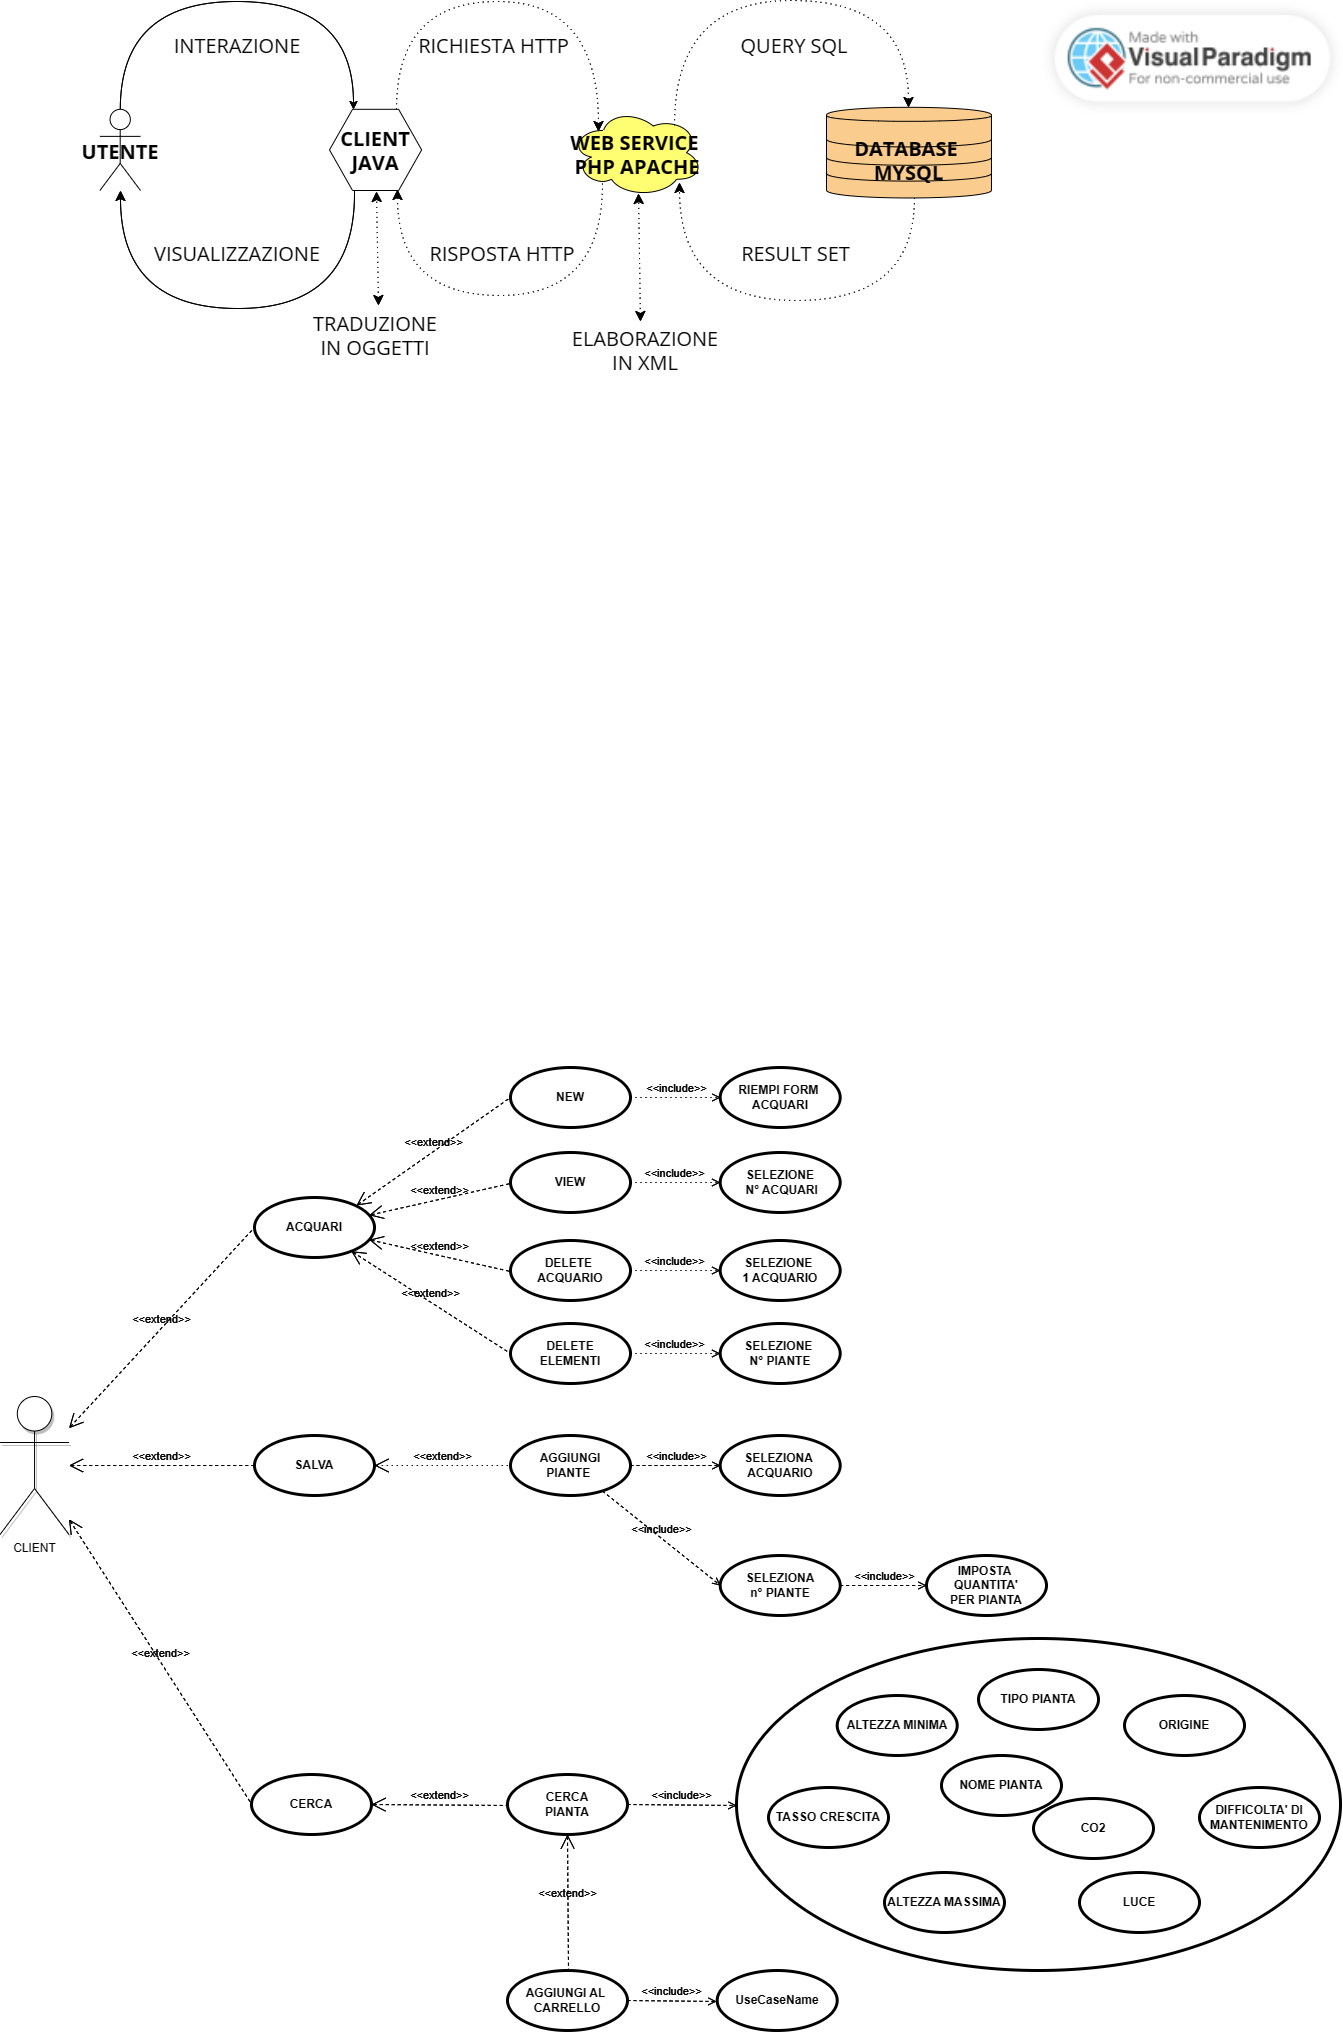 INTERAZIONE
RICHIESTA HTTP
QUERY SQL
Made with
Visual Paradigm
For non-commercial use
UTENTE
CLIENT
JAVA
WEB SERVICE
PHP APACHE
DATABASE
MYSQL
VISUALIZZAZIONE
RISPOSTA HTTP
RESULT SET
TRADUZIONE
IN OGGETTI
ELABORAZIONE
IN XML
NEW
<<include>>
RIEMPI FORM
ACQUARI
<<extend>>
VIEW
<<include>>
SELEZIONE
N° ACQUARI
<<extend>>
ACQUARI
<<extend>>
DELETE
ACQUARIO
<<include>>
SELEZIONE
1 ACQUARIO
<<extend>>
DELETE
ELEMENTI
<<include>>
SELEZIONE
N° PIANTE
<<extend>>
CLIENT
<<extend>>
SALVA
<<extend>>
AGGIUNGI
PIANTE
<<include>>
SELEZIONA
ACQUARIO
<<include>>
SELEZIONA
n° PIANTE
<<include>>
IMPOSTA
QUANTITA'
PER PIANTA
<<extend>>
CERCA
<<extend>>
CERCA
PIANTA
<<include>>
TIPO PIANTA
ALTEZZA MINIMA
ORIGINE
NOME PIANTA
TASSO CRESCITA
CO2
DIFFICOLTA' DI
MANTENIMENTO
ALTEZZA MASSIMA
LUCE
<<extend>>
AGGIUNGI AL
CARRELLO
<<include>>
UseCaseName